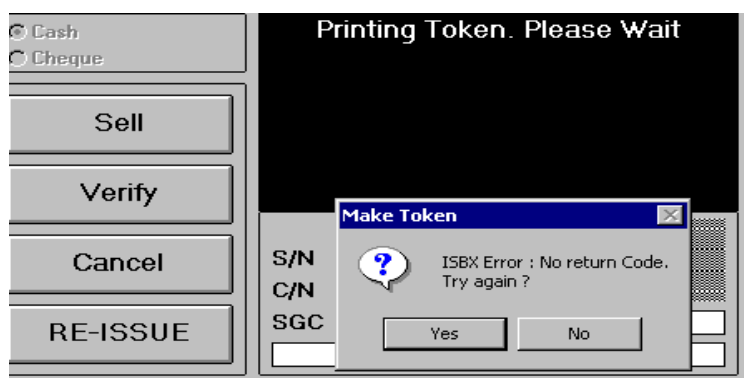 Cash
Cheque
Sell
Verify
Cancel
RE-ISSUE
Printing Token. Please Wait
S/N
C/N
SGC
Make Token
ISBX Error : No return Code.
Try again ?
Yes
No